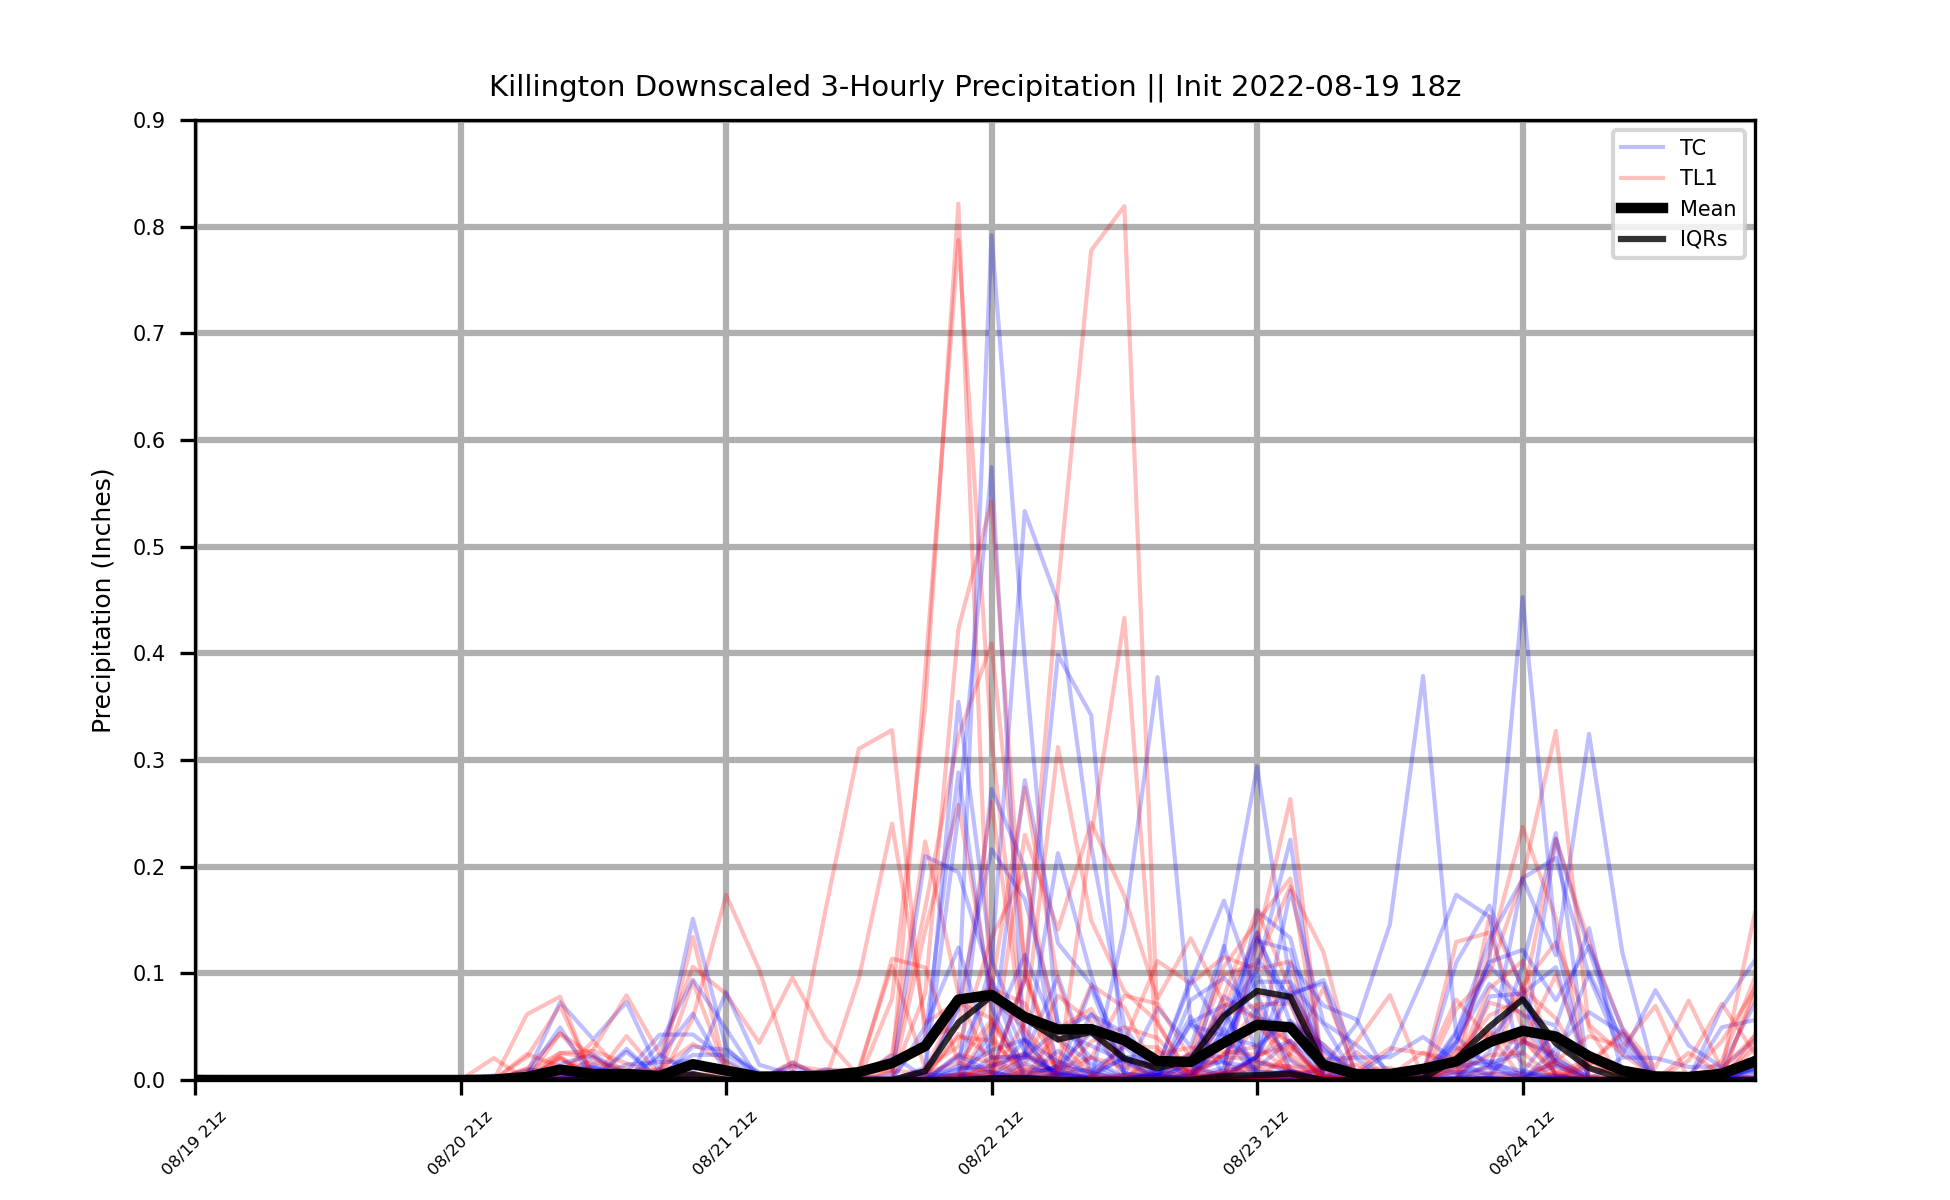 Killington Downscaled 3-Hourly Precipitation || Init 2022-08-19 18z
0.9
0.8
0.7
0.6
0.5
0.4
0.3
0.2
0.1
0.0
Precipitation (Inches)
TC
TL1
Mean
IQRs
08/19 21z
08/20 21z
08/21 21z
08/22 21z
08/23 21z
08/24 21z